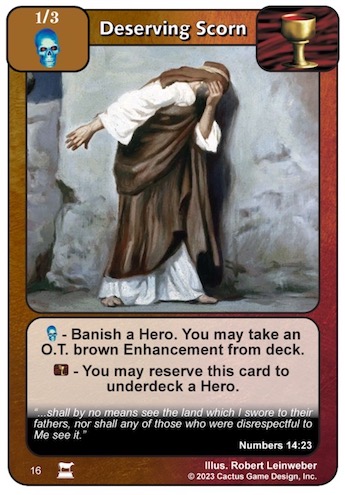 1/3
Deserving Scorn
- Banish a Hero. You may take an
O.T. brown Enhancement from deck.
- You may reserve this card to
underdeck a Hero.
"...shall by no means see the land which I swore to their
fathers, nor shall any of those who were disrespectful to
Me see it."
Numbers 14:23
Illus. Robert Leinweber
16
© 2023 Cactus Game Design, Inc.